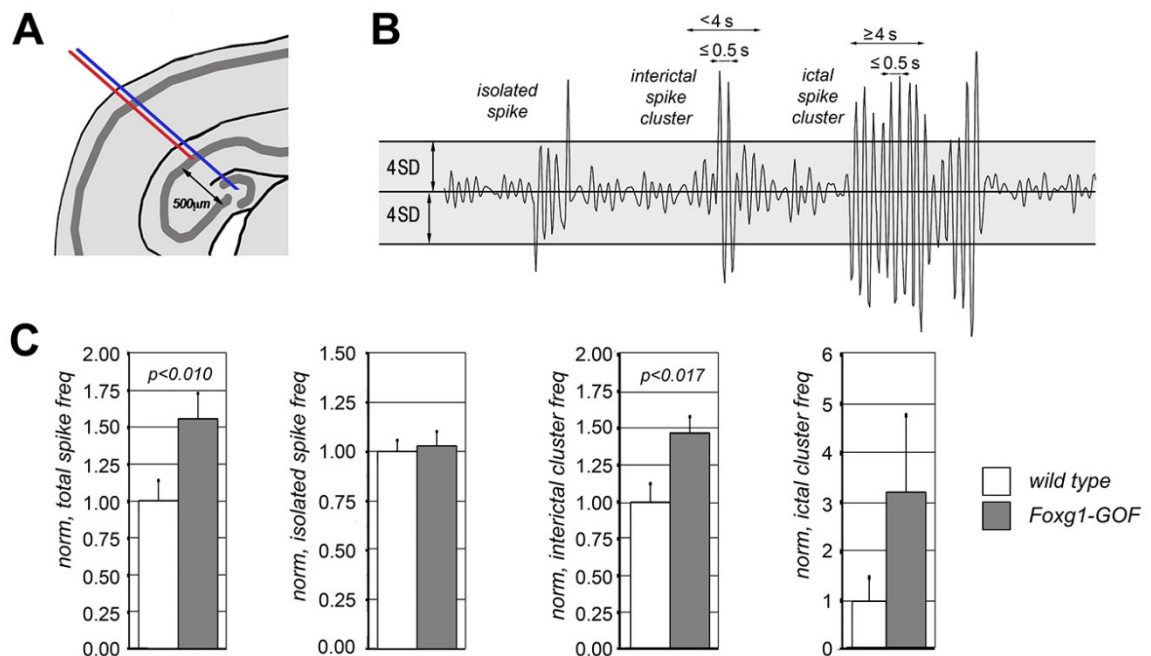 A
500µm
B
<4 s
≤ 0.5 s
≥4 s
≤ 0.5 s
isolated
spike
interictal
spike
cluster
ictal
spike
cluster
4SD
4SD
C
norm, total spike freq
2.00
1.75
1.50
1.25
1.00
0.75
0.50
0.25
0.00
p<0.010
norm, isolated spike freq
1.50
1.25
1.00
0.75
0.50
0.25
0.00
norm, interictal cluster freq
2.00
1.75
1.50
1.25
1.00
0.75
0.50
0.25
0.00
p<0.017
norm, ictal cluster freq
6
5
4
3
2
1
0
wild type
Foxg1-GOF